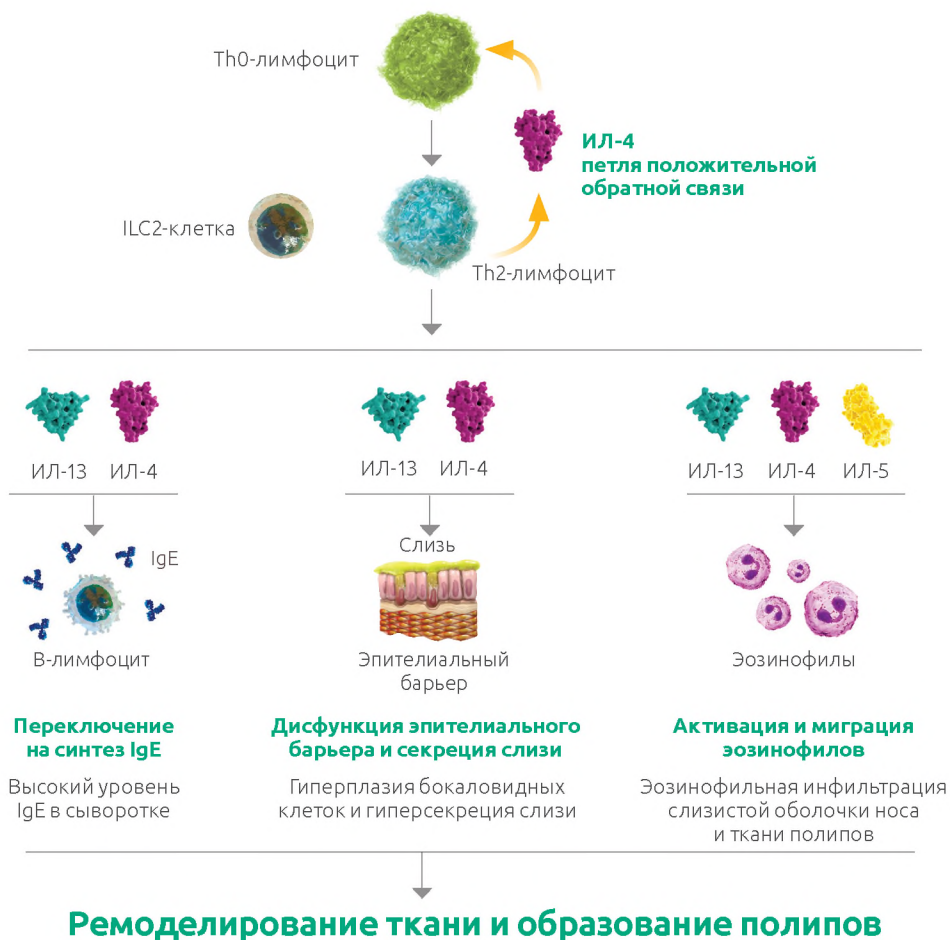 Th0-лимфоцит
ИЛ-4
петля положительной
обратной связи
ILC2-клетка
Th2-лимфоцит
ИЛ-13 ИЛ-4
ИЛ-13 ИЛ-4
ИЛ-13 ИЛ-4 ИЛ-5
IgE
Слизь
В-лимфоцит
Эпителиальный
барьер
Эозинофилы
Переключение
на синтез IgE
Дисфункция эпителиального
барьера и секреция слизи
Активация и миграция
эозинофилов
Высокий уровень
IgE в сыворотке
Гиперплазия бокаловидных
клеток и гиперсекреция слизи
Эозинофильная инфильтрация
слизистой оболочки носа
и ткани полипов
Ремоделирование ткани и образование полипов